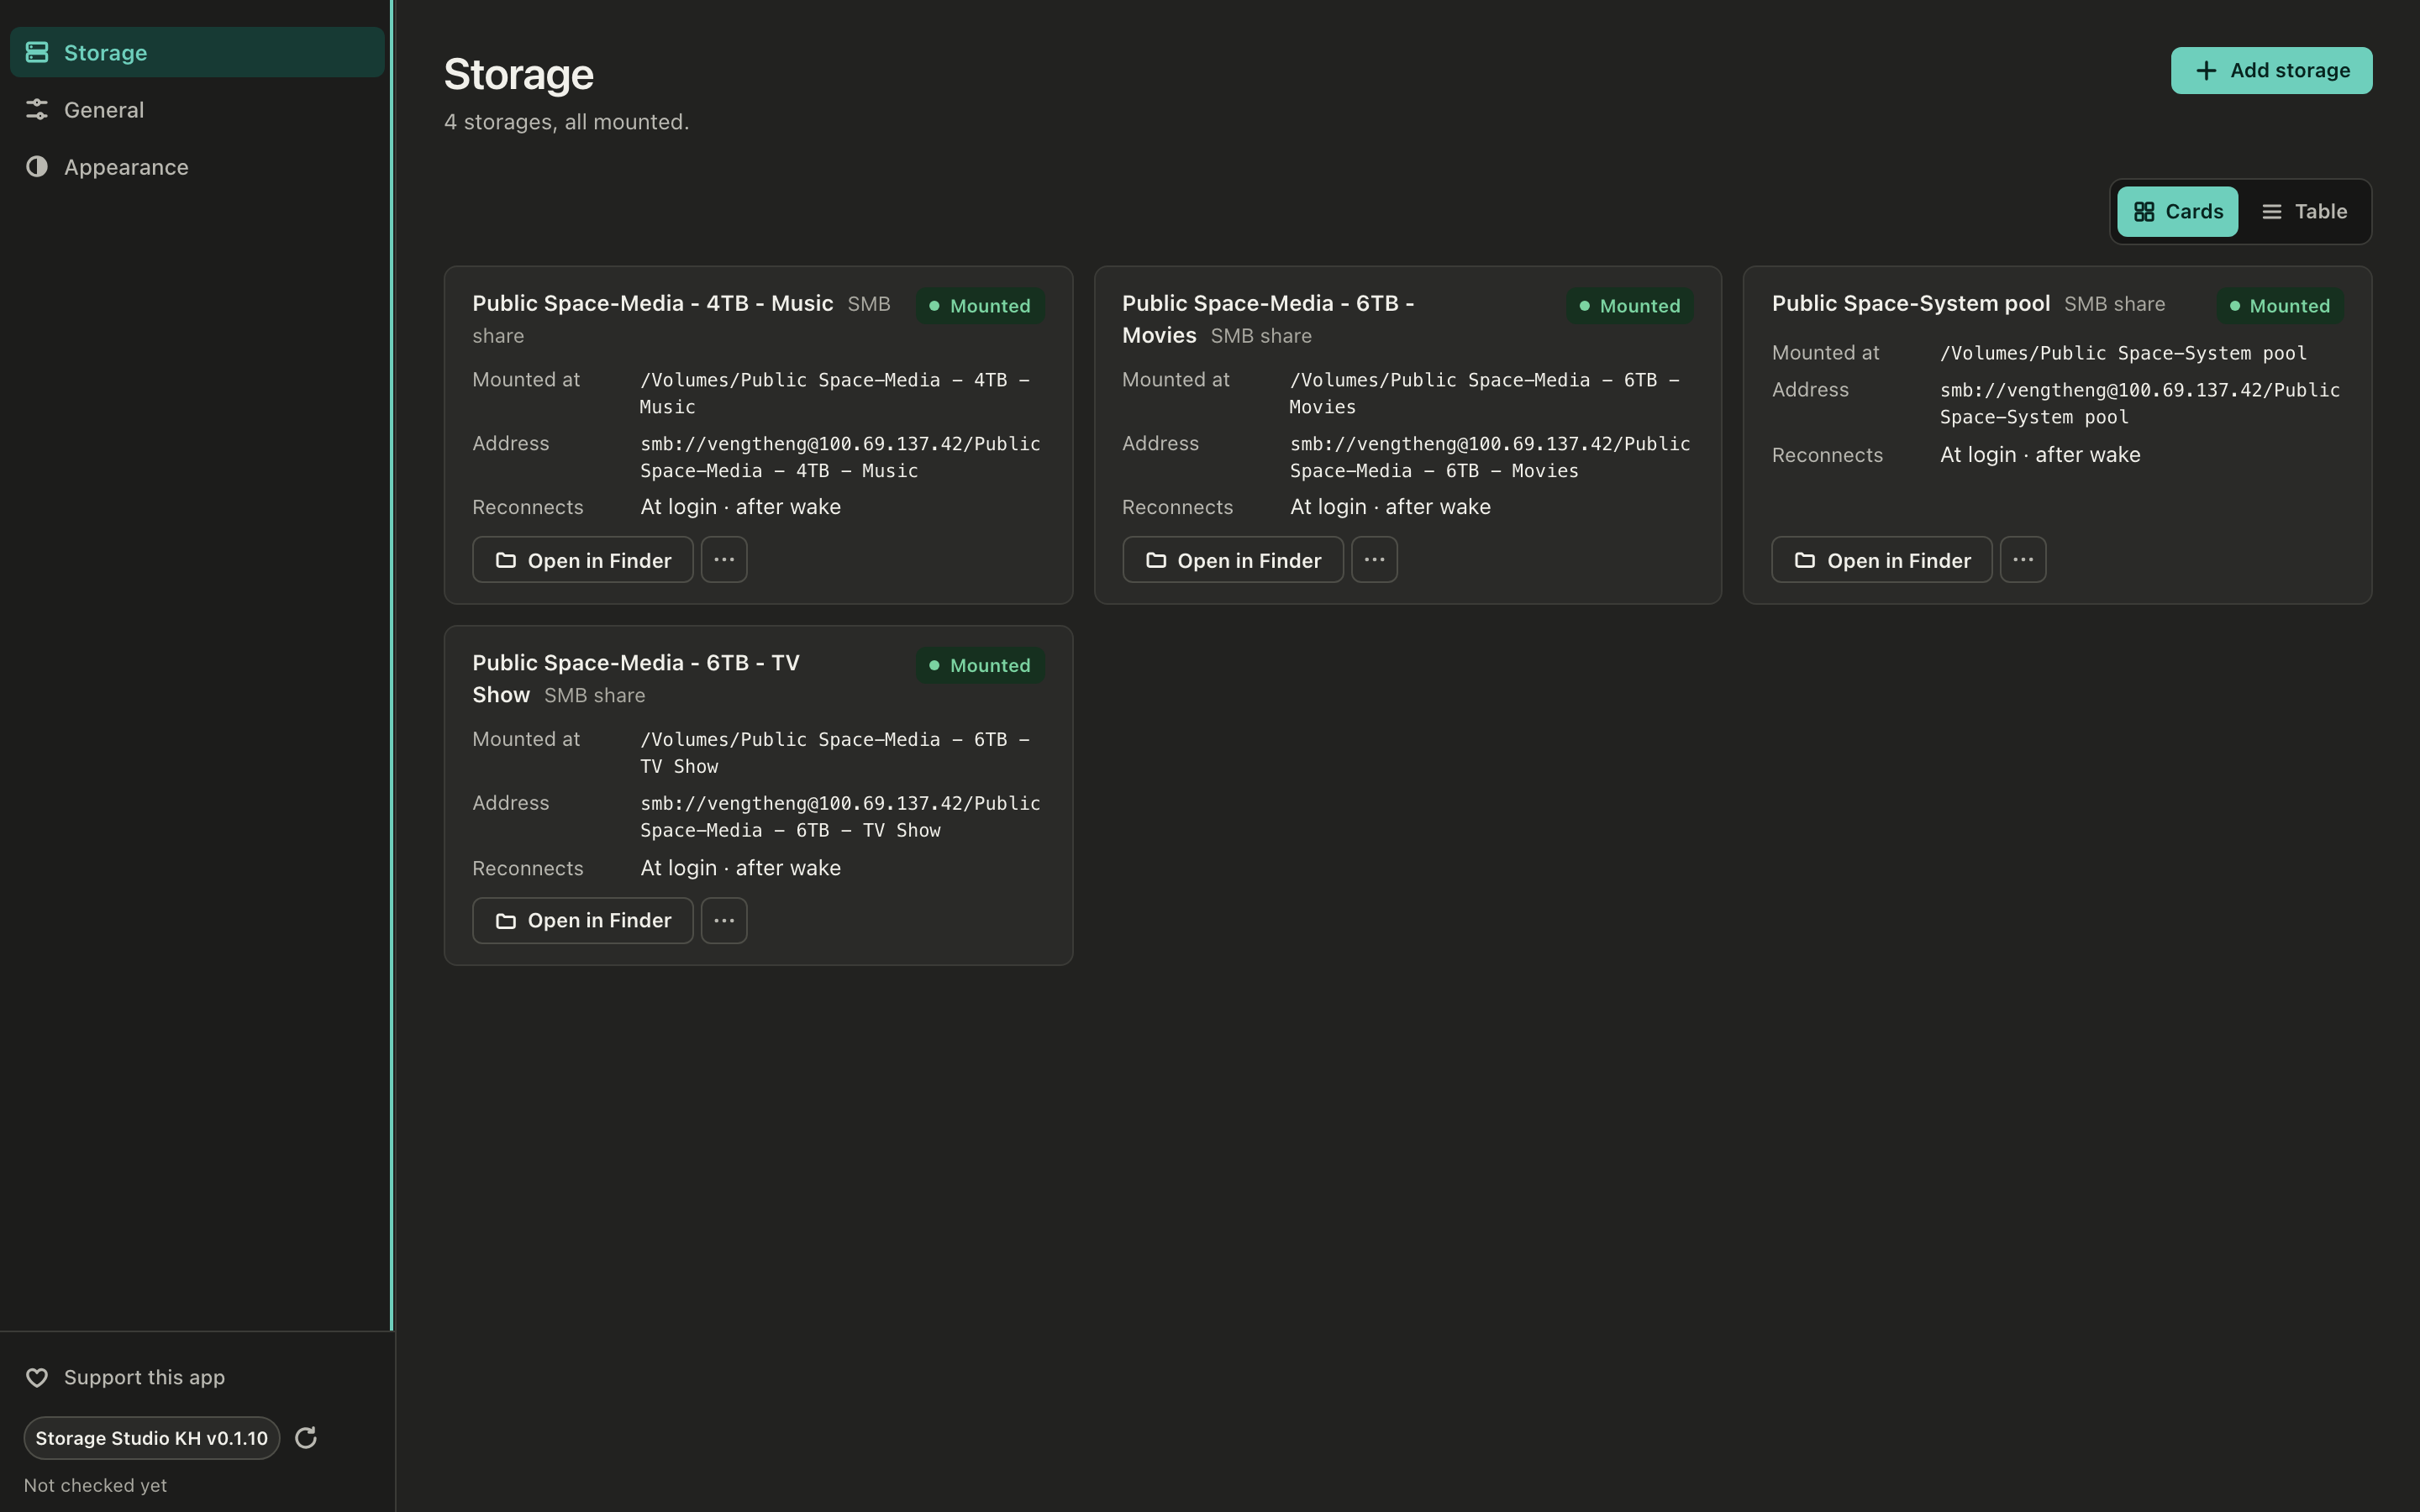 Storage
General
Appearance
Storage
4 storages, all mounted.
Add storage
Cards
Table
Public Space-Media - 4TB - Music SMB
share
Mounted
Mounted at
/Volumes/Public Space-Media - 4TB -
Music
Address
smb://vengtheng@100.69.137.42/Public
Space-Media - 4TB - Music
Reconnects
At login · after wake
Open in Finder
Public Space-Media - 6TB -
Movies SMB share
Mounted
Mounted at
/Volumes/Public Space-Media - 6TB -
Movies
Address
smb://vengtheng@100.69.137.42/Public
Space-Media - 6TB - Movies
Reconnects
At login · after wake
Open in Finder
Public Space-System pool SMB share
Mounted
Mounted at
/Volumes/Public Space-System pool
Address
smb://vengtheng@100.69.137.42/Public
Space-System pool
Reconnects
At login · after wake
Open in Finder
Public Space-Media - 6TB - TV
Show SMB share
Mounted
Mounted at
/Volumes/Public Space-Media - 6TB -
TV Show
Address
smb://vengtheng@100.69.137.42/Public
Space-Media - 6TB - TV Show
Reconnects
At login · after wake
Open in Finder
Support this app
Storage Studio KH v0.1.10
Not checked yet